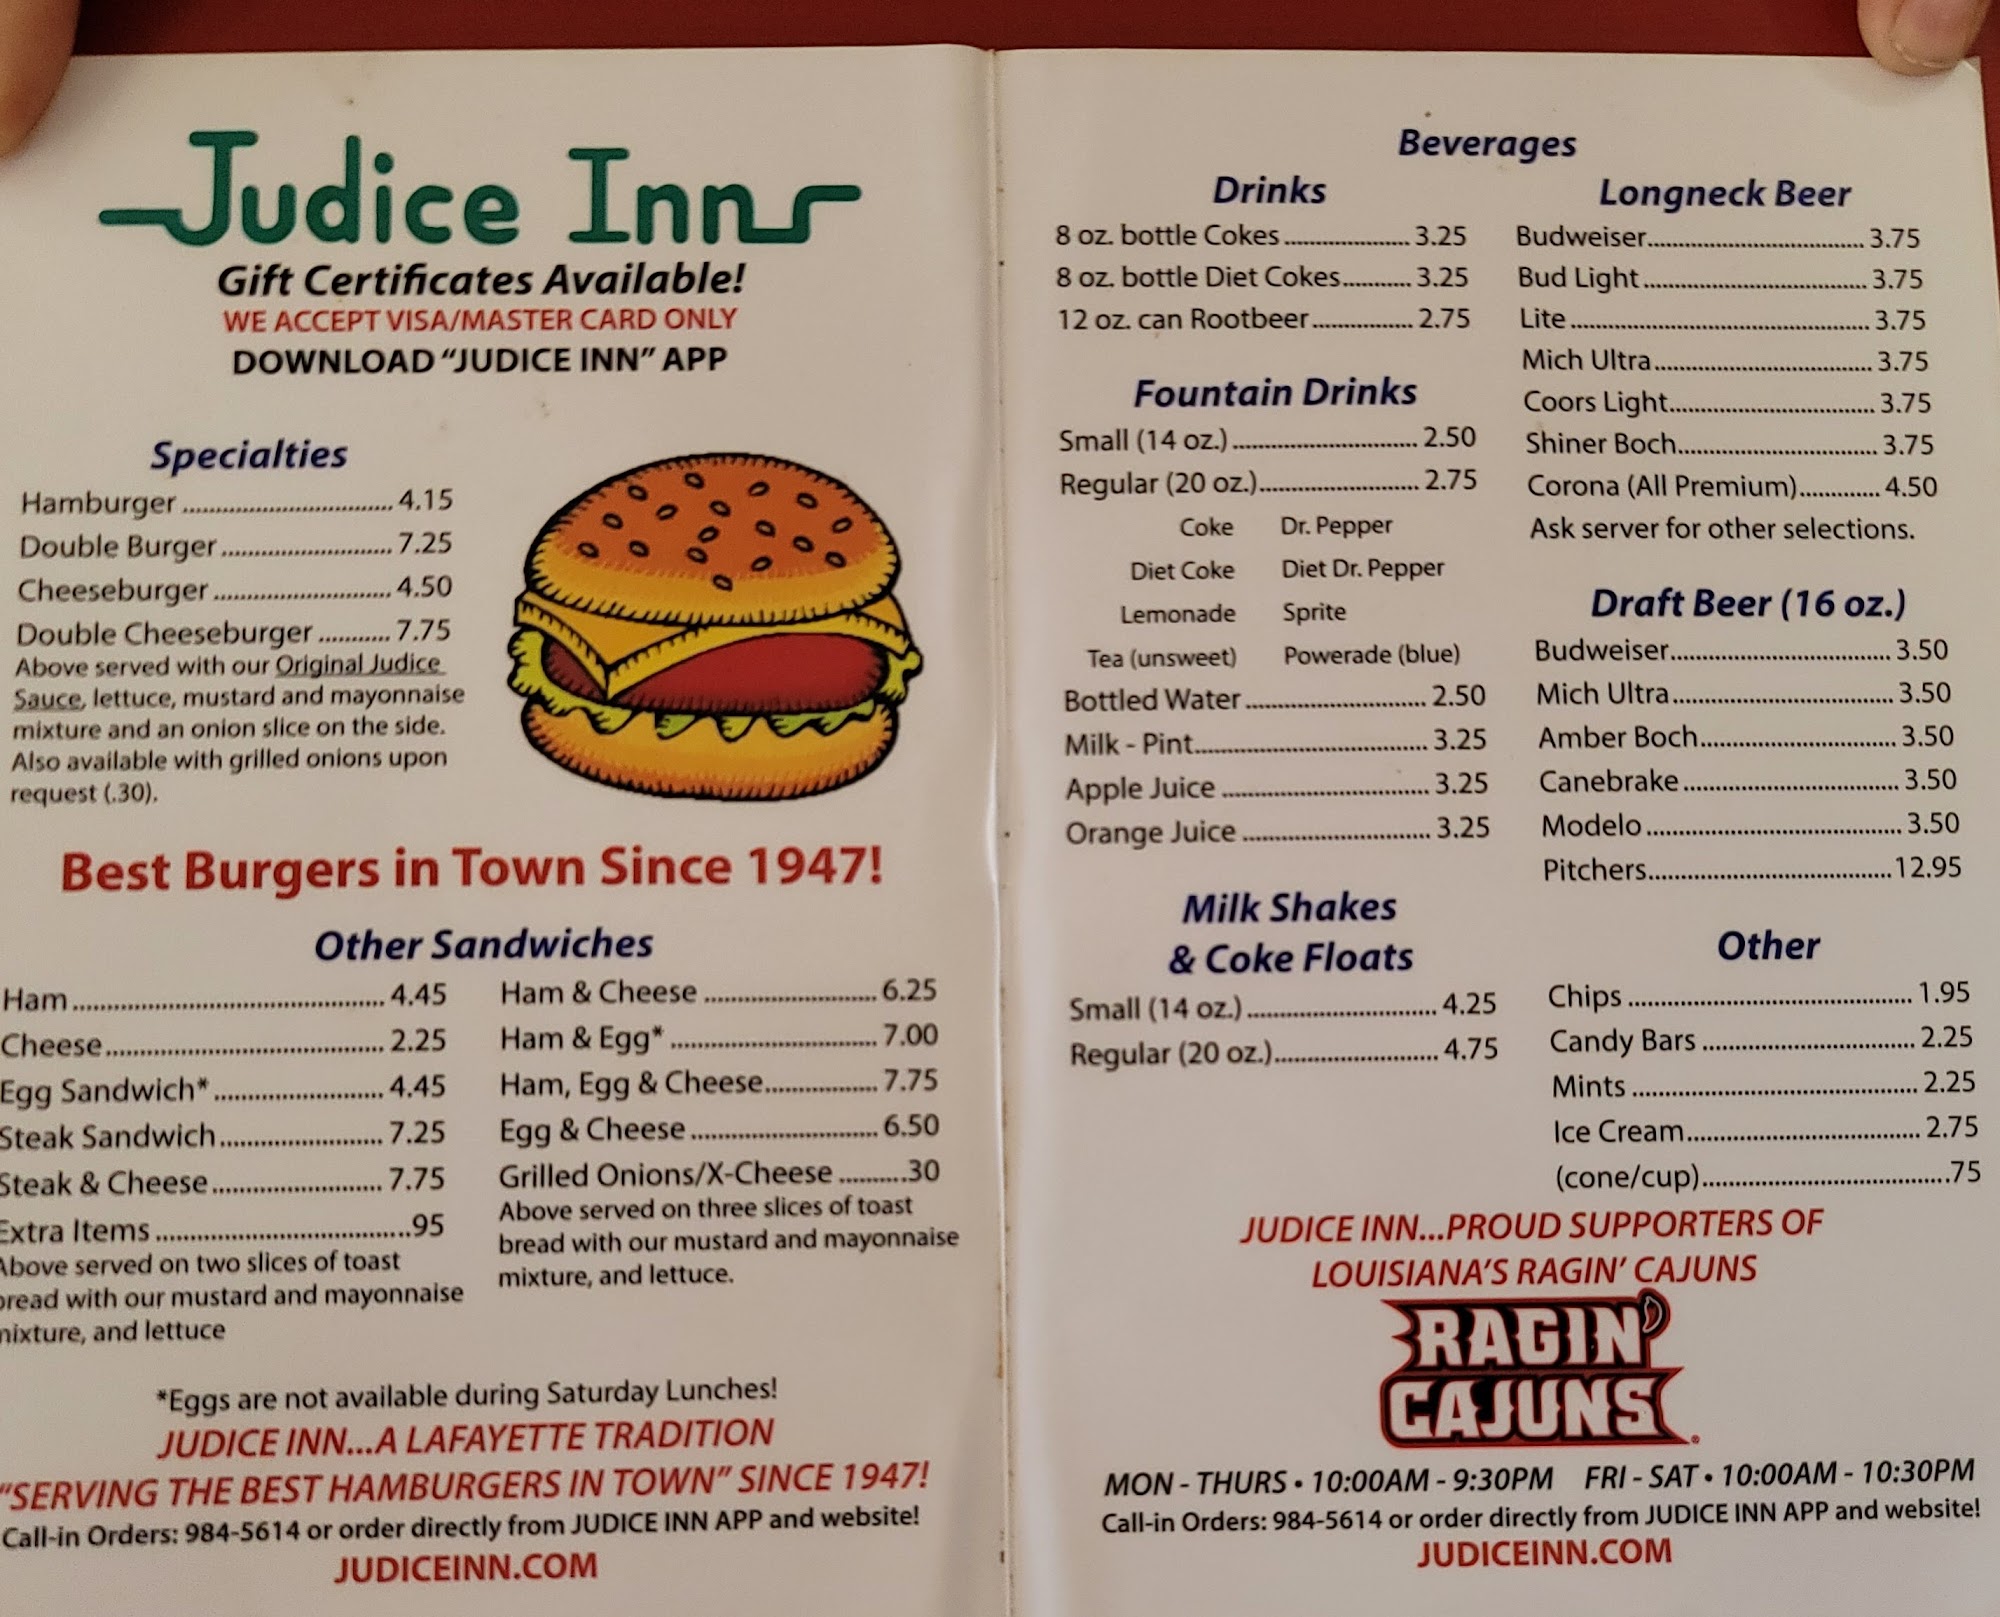 Judice Inn
Gift Certificates Available!
WE ACCEPT VISA/MASTER CARD ONLY
DOWNLOAD “JUDICE INN” APP
Specialties
Hamburger ................................. 4.15
Double Burger ........................... 7.25
Cheeseburger ............................ 4.50
Double Cheeseburger ........... 7.75
Above served with our Original Judice
Sauce, lettuce, mustard and mayonnaise
mixture and an onion slice on the side.
Also available with grilled onions upon
request (.30).
Best Burgers in Town Since 1947!
Other Sandwiches
Ham ............................................ 4.45
Cheese ........................................ 2.25
Egg Sandwich* ........................ 4.45
Steak Sandwich ....................... 7.25
Steak & Cheese ........................ 7.75
Extra Items ................................... .95
Above served on two slices of toast
bread with our mustard and mayonnaise
mixture, and lettuce
Ham & Cheese ......................... 6.25
Ham & Egg* .............................. 7.00
Ham, Egg & Cheese ................ 7.75
Egg & Cheese ........................... 6.50
Grilled Onions/X-Cheese ......... .30
Above served on three slices of toast
bread with our mustard and mayonnaise
mixture, and lettuce.
*Eggs are not available during Saturday Lunches!
JUDICE INN...A LAFAYETTE TRADITION
“SERVING THE BEST HAMBURGERS IN TOWN” SINCE 1947!
Call-in Orders: 984-5614 or order directly from JUDICE INN APP and website!
JUDICEINN.COM
Beverages
Drinks
8 oz. bottle Cokes ..................... 3.25
8 oz. bottle Diet Cokes ............ 3.25
12 oz. can Rootbeer ................. 2.75
Fountain Drinks
Small (14 oz.) ............................... 2.50
Regular (20 oz.) ........................... 2.75
Coke Dr. Pepper
Diet Coke Diet Dr. Pepper
Lemonade Sprite
Tea (unsweet) Powerade (blue)
Bottled Water ............................. 2.50
Milk - Pint ..................................... 3.25
Apple Juice ................................. 3.25
Orange Juice .............................. 3.25
Milk Shakes
& Coke Floats
Small (14 oz.) .............................. 4.25
Regular (20 oz.) .......................... 4.75
Longneck Beer
Budweiser .................................... 3.75
Bud Light ..................................... 3.75
Lite ................................................. 3.75
Mich Ultra .................................... 3.75
Coors Light .................................. 3.75
Shiner Boch ................................. 3.75
Corona (All Premium) ............. 4.50
Ask server for other selections.
Draft Beer (16 oz.)
Budweiser .................................... 3.50
Mich Ultra .................................... 3.50
Amber Boch ................................ 3.50
Canebrake ................................... 3.50
Modelo ......................................... 3.50
Pitchers ........................................ 12.95
Other
Chips ............................................. 1.95
Candy Bars .................................. 2.25
Mints ............................................. 2.25
Ice Cream ..................................... 2.75
(cone/cup) ..................................... .75
JUDICE INN...PROUD SUPPORTERS OF
LOUISIANA’S RAGIN’ CAJUNS
RAGIN’
CAJUNS®
MON - THURS • 10:00AM - 9:30PM FRI - SAT • 10:00AM - 10:30PM
Call-in Orders: 984-5614 or order directly from JUDICE INN APP and website!
JUDICEINN.COM